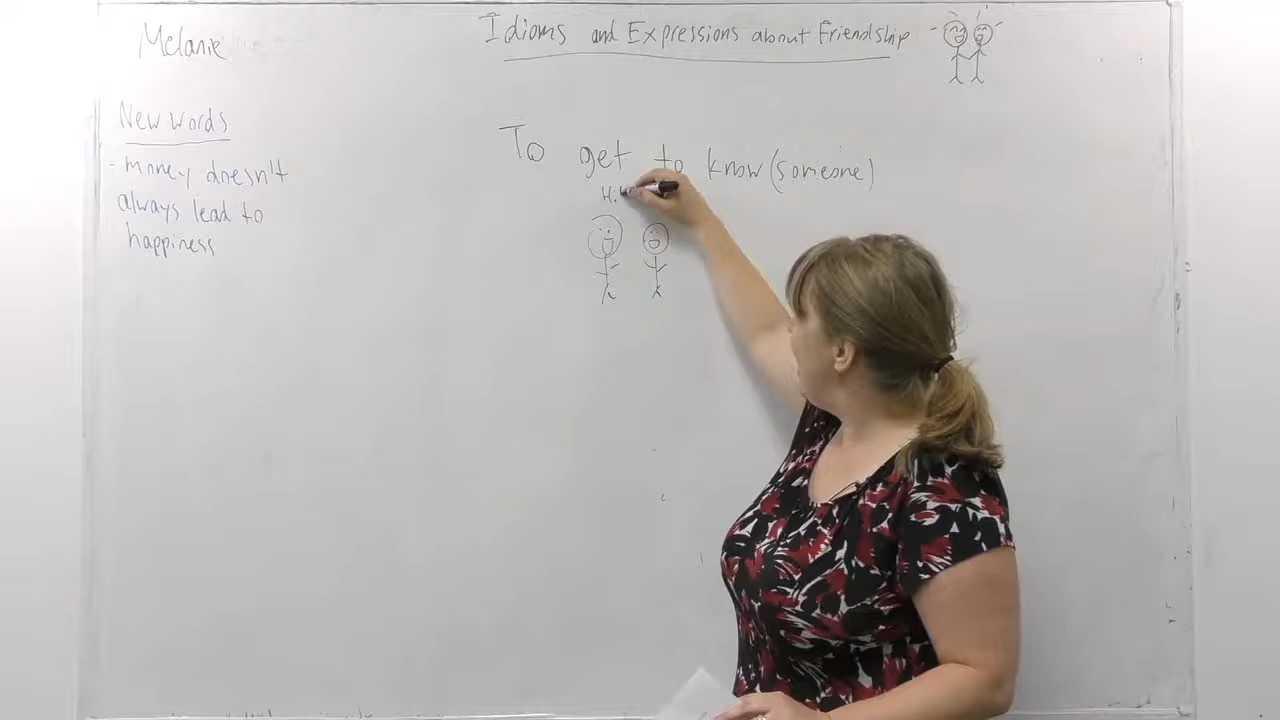 Melanie
Idioms and Expressions about Friendship
New words
- money doesn't
always lead to
happiness
To get to know (someone)